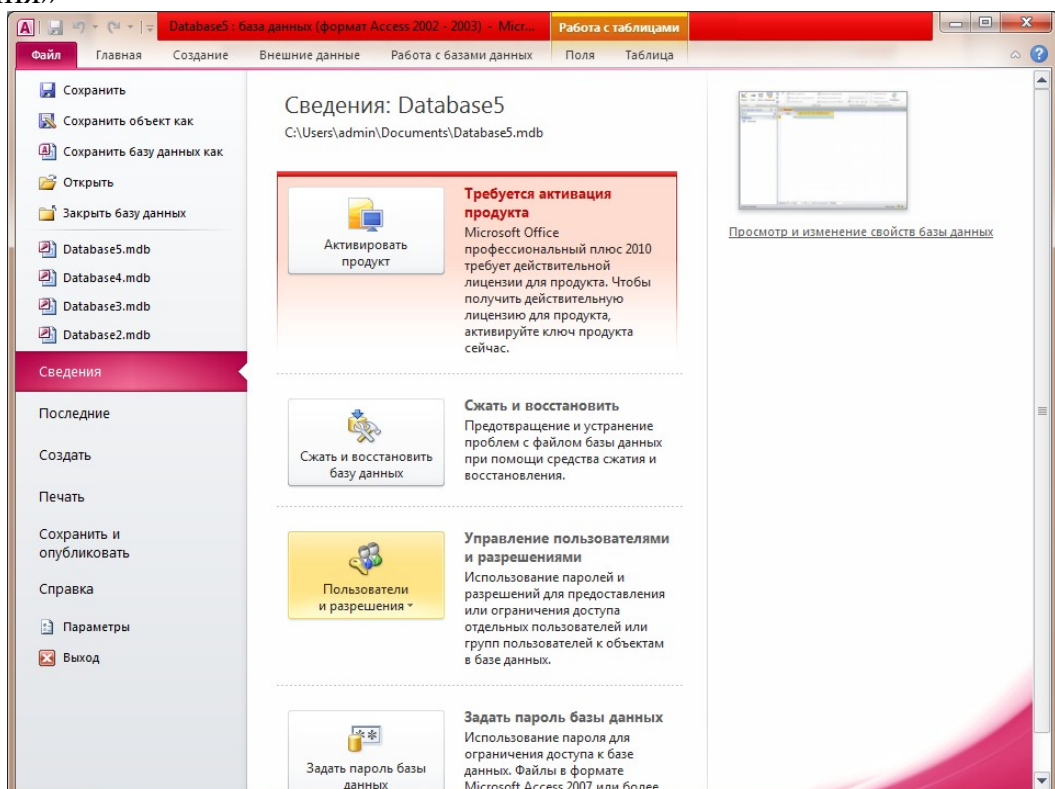 ния»
Database5 : база данных (формат Access 2002 - 2003) - Micr...
Работа с таблицами
Файл Главная Создание Внешние данные Работа с базами данных Поля Таблица
Сохранить
Сохранить объект как
Сохранить базу данных как
Открыть
Закрыть базу данных
Database5.mdb
Database4.mdb
Database3.mdb
Database2.mdb
Сведения
Последние
Создать
Печать
Сохранить и
опубликовать
Справка
Параметры
Выход
Сведения: Database5
C:\Users\admin\Documents\Database5.mdb
Активировать
продукт
Требуется активация
продукта
Microsoft Office
профессиональный плюс 2010
требует действительной
лицензии для продукта. Чтобы
получить действительную
лицензию для продукта,
активируйте ключ продукта
сейчас.
Сжать и восстановить
базу данных
Сжать и восстановить
Предотвращение и устранение
проблем с файлом базы данных
при помощи средства сжатия и
восстановления.
Пользователи
и разрешения
Управление пользователями
и разрешениями
Использование паролей и
разрешений для предоставления
или ограничения доступа
отдельных пользователей или
групп пользователей к объектам
в базе данных.
Задать пароль базы
данных
Задать пароль базы данных
Использование пароля для
ограничения доступа к базе
данных. Файлы в формате
Microsoft Access 2007 или более
Просмотр и изменение свойств базы данных